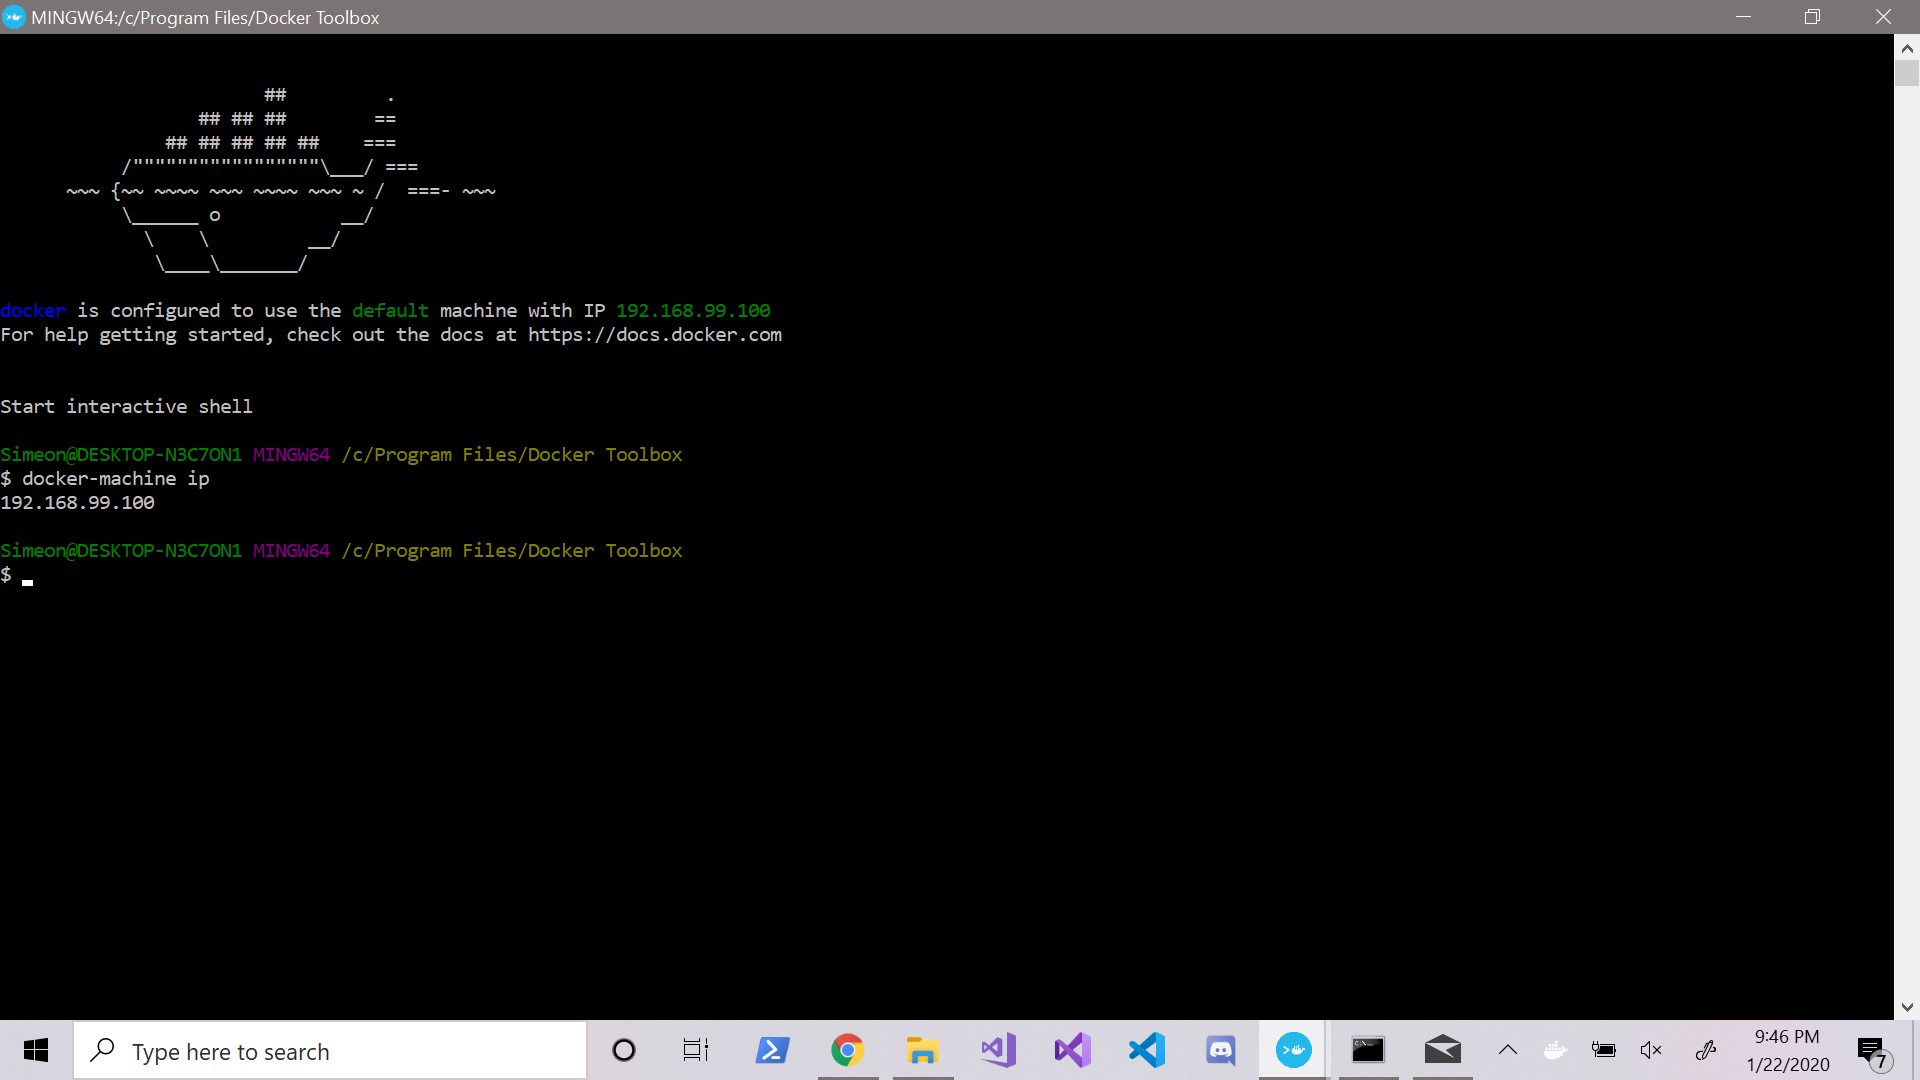 MINGW64:/c/Program Files/Docker Toolbox
                        ##         .
                  ## ## ##        ==
               ## ## ## ## ##    ===
           /"""""""""""""""""\___/ ===
      ~~~ {~~ ~~~~ ~~~ ~~~~ ~~~ ~ /  ===- ~~~
           \______ o           __/
             \    \         __/
              \____\_______/
docker is configured to use the default machine with IP 192.168.99.100
For help getting started, check out the docs at https://docs.docker.com
Start interactive shell
Simeon@DESKTOP-N3C7ON1 MINGW64 /c/Program Files/Docker Toolbox
$ docker-machine ip
192.168.99.100
Simeon@DESKTOP-N3C7ON1 MINGW64 /c/Program Files/Docker Toolbox
$
Type here to search
9:46 PM
1/22/2020
7